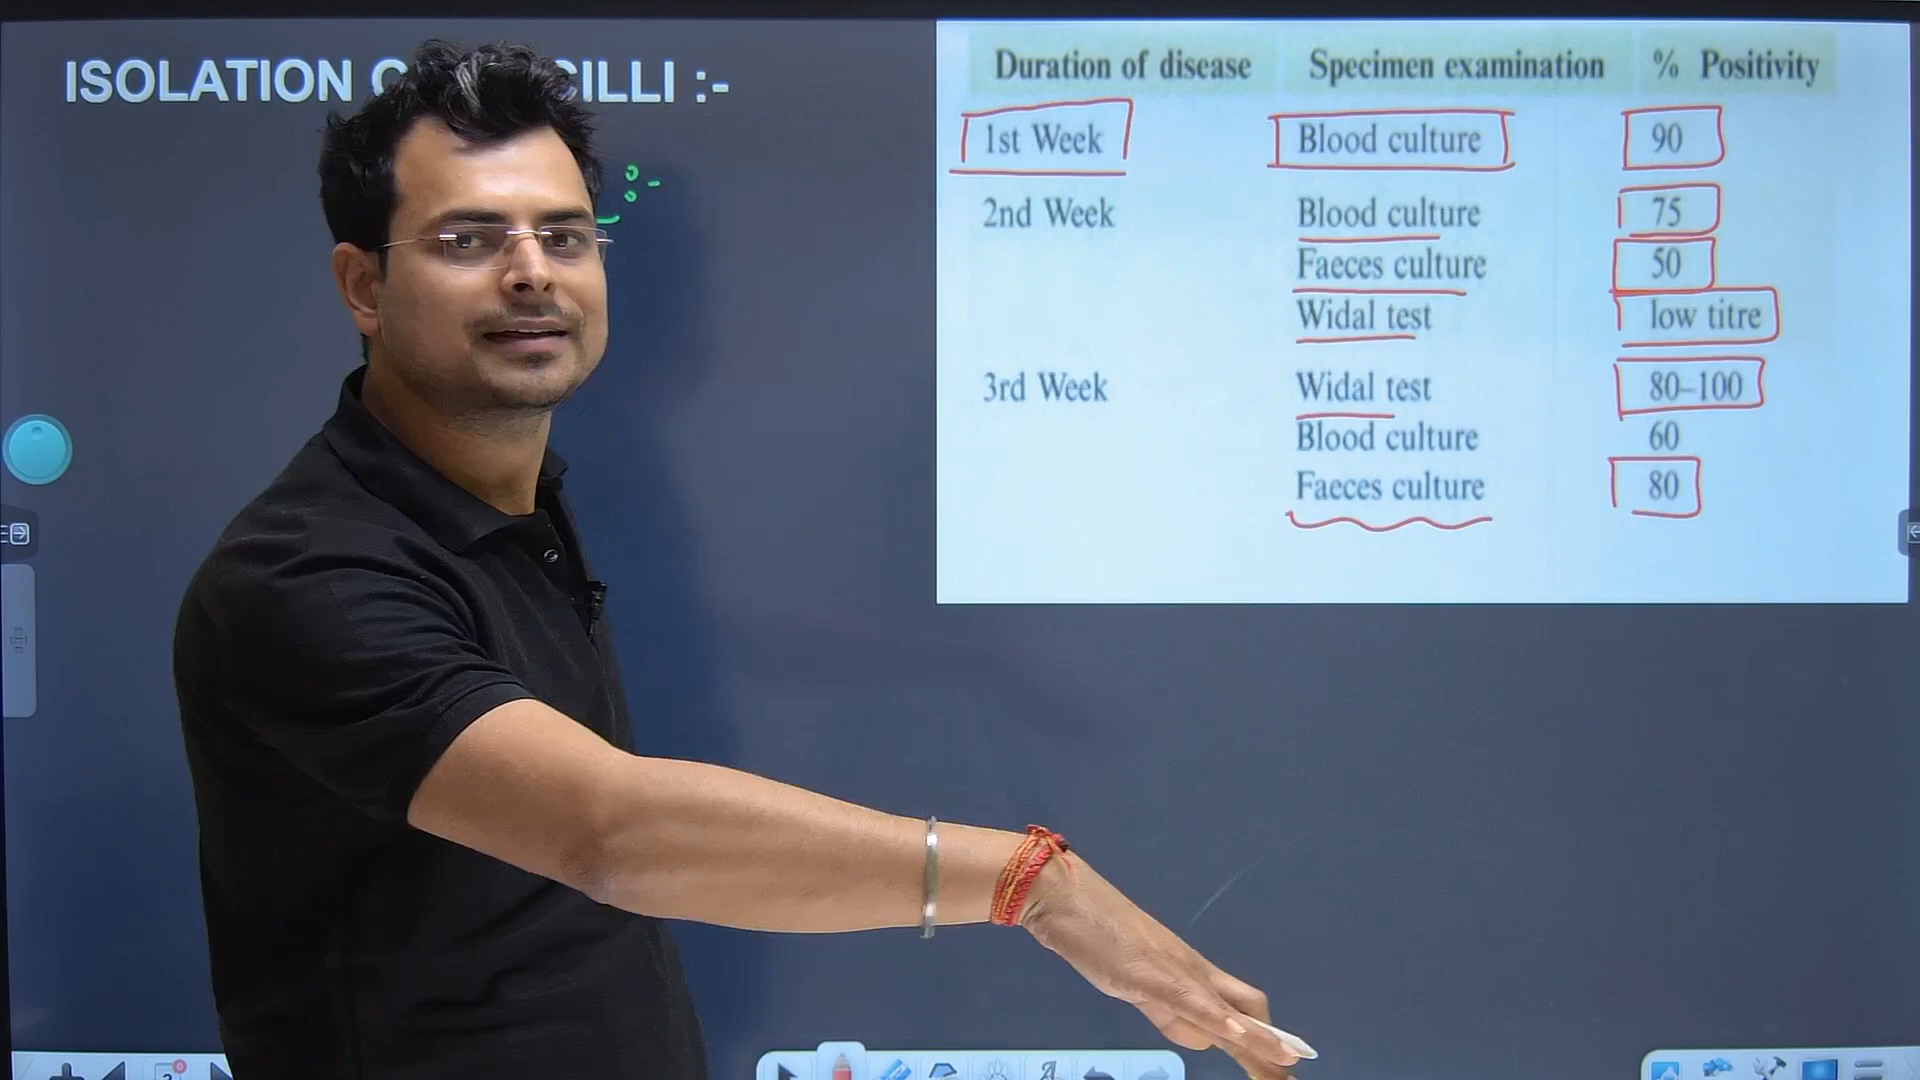 ISOLATION CILLI :-
Duration of disease Specimen examination % Positivity
1st Week Blood culture 90
2nd Week Blood culture 75
Faeces culture 50
Widal test low titre
3rd Week Widal test 80–100
Blood culture 60
Faeces culture 80